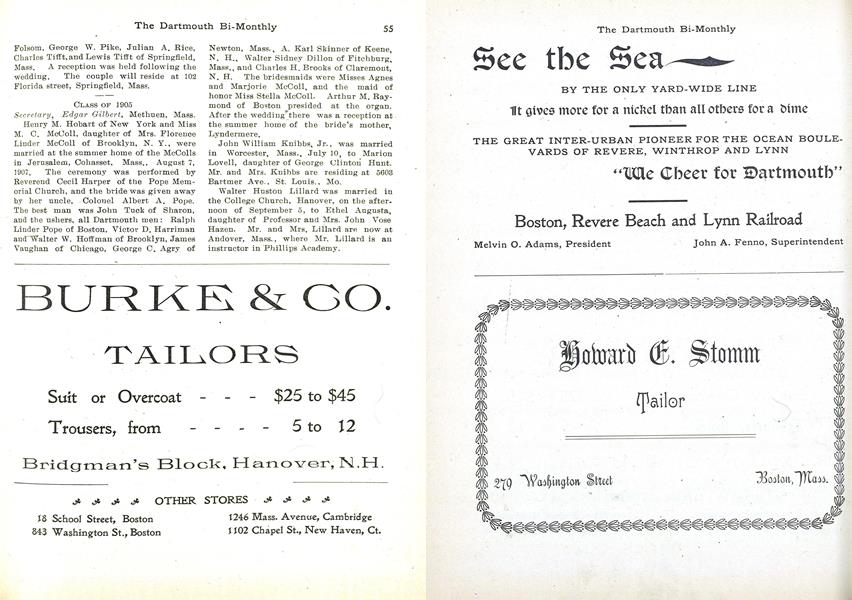 The Dartmouth Bi-Monthly 55
Folsom, George W. Pike, Julian A. Rice,
Charles Tifft,and Lewis Tifft of Springfield,
Mass. A reception was held following the
wedding. The couple will reside at 102
Florida street, Springfield, Mass.
CLASS OF 1905
Secretary, Edgar Gilbert, Methuen, Mass.
Henry M. Hobart of New York and Miss
M. C. McColl, daughter of Mrs. Florence
Linder McColl of Brooklyn, N. Y., were
married at the summer home of the McColls
in Jerusalem, Cohasset, Mass., August 7,
1907. The ceremony was performed by
Reverend Cecil Harper of the Pope Mem-
orial Church, and the bride was given away
by her uncle, Colonel Albert A. Pope.
The best man was John Tuck of Sharon,
and the ushers, all Dartmouth men: Ralph
Linder Pope of Boston, Victor D. Harriman
and Walter W. Hoffman of Brooklyn, James
Vaughan of Chicago, George C. Agry of
Newton, Mass., A. Karl Skinner of Keene,
N. H., Walter Sidney Dillon of Fitchburg,
Mass., and Charles H. Brooks of Claremont,
N. H. The bridesmaids were Misses Agnes
and Marjorie McColl, and the maid of
honor Miss Stella McColl. Arthur M, Ray-
mond of Boston presided at the organ.
After the wedding there was a reception at
the summer home of the bride's mother,
Lyndermere.
John William Knibbs, Jr., was married
in Worcester, Mass., July 10, to Marion
Lovell, daughter of George Clinton Hunt.
Mr. and Mrs. Knibbs are residing at 5603
Bartmer Ave., St. Louis., Mo.
Walter Huston Lillard was married in
the College Church, Hanover, on the after-
noon of September 5, to Ethel Augusta,
daughter of Professor and Mrs. John Vose
Hazen. Mr. and Mrs. Lillard are now at
Andover, Mass., where Mr. Lillard is an
instructor in Phillips Academy.
BURKE & CO.
TAILORS
Suit or Overcoat - - - $25 to $45
Trousers, from - - - - 5 to 12
Bridgman's Block, Hanover, N.H.
OTHER STORES
18 School Street, Boston 1246 Mass. Avenue, Cambridge
843 Washington St., Boston 1102 Chapel St., New Haven, Ct.
The Dartmouth Bi-Monthly
See the Sea
BY THE ONLY YARD-WIDE LINE
It gives more for a nickel than all others for a dime
THE GREAT INTER-URBAN PIONEER FOR THE OCEAN BOULE-
VARDS OF REVERE, WINTHROP AND LYNN
"We Cheer for Dartmouth"
Boston, Revere Beach and Lynn Railroad
Melvin O. Adams, President John A. Fenno, Superintendent
Howard E. Stomm
Tailor
279 Washington Street Boston, Mass.